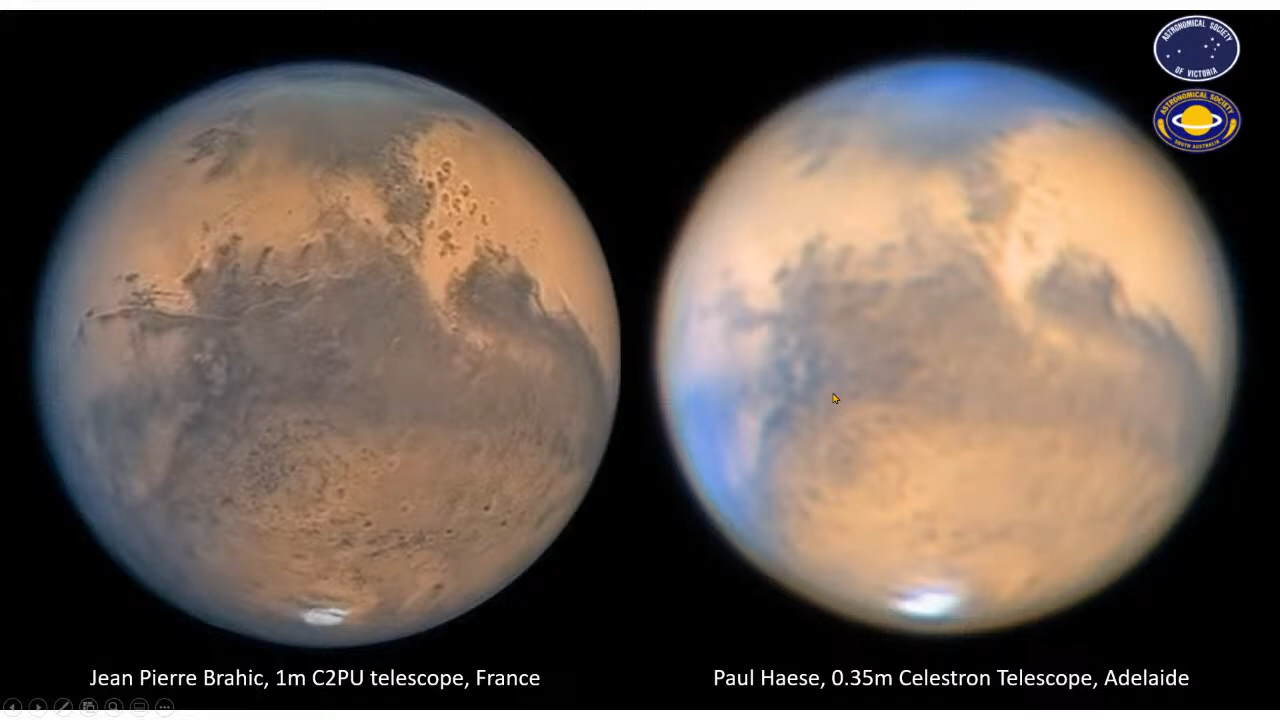 ASTRONOMICAL SOCIETY
OF VICTORIA
ASTRONOMICAL SOCIETY
SOUTH AUSTRALIA
Jean Pierre Brahic, 1m C2PU telescope, France
Paul Haese, 0.35m Celestron Telescope, Adelaide